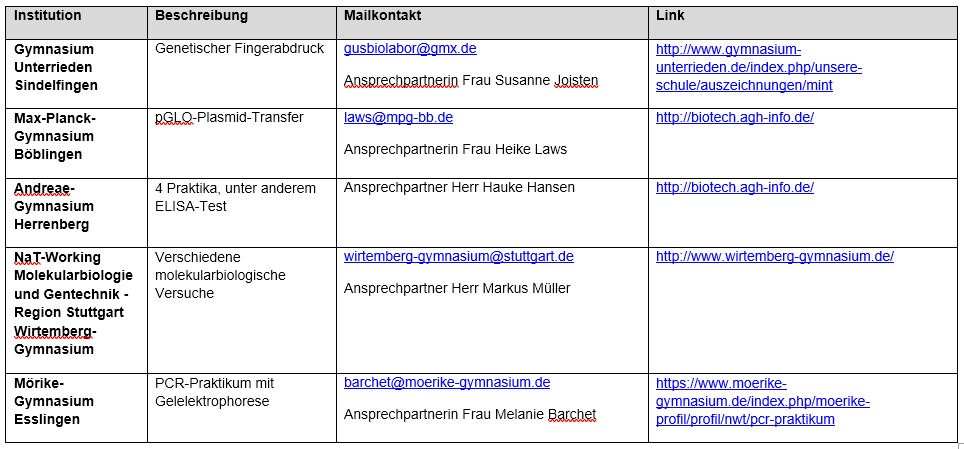 Institution
Beschreibung
Mailkontakt
Link
Gymnasium
Unterrieden
Sindelfingen
Genetischer Fingerabdruck
gusbiolabor@gmx.de
Ansprechpartnerin Frau Susanne Joisten
http://www.gymnasium-
unterrieden.de/index.php/unsere-
schule/auszeichnungen/mint
Max-Planck-
Gymnasium
Böblingen
pGLO-Plasmid-Transfer
laws@mpg-bb.de
Ansprechpartnerin Frau Heike Laws
http://biotech.agh-info.de/
Andreae-
Gymnasium
Herrenberg
4 Praktika, unter anderem
ELISA-Test
Ansprechpartner Herr Hauke Hansen
http://biotech.agh-info.de/
NaT-Working
Molekularbiologie
und Gentechnik -
Region Stuttgart
Wirtemberg-
Gymnasium
Verschiedene
molekularbiologische
Versuche
wirtemberg-gymnasium@stuttgart.de
Ansprechpartner Herr Markus Müller
http://www.wirtemberg-gymnasium.de/
Mörike-
Gymnasium
Esslingen
PCR-Praktikum mit
Gelelektrophorese
barchet@moerike-gymnasium.de
Ansprechpartnerin Frau Melanie Barchet
https://www.moerike-
gymnasium.de/index.php/moerike-
profil/profil/nwt/pcr-praktikum